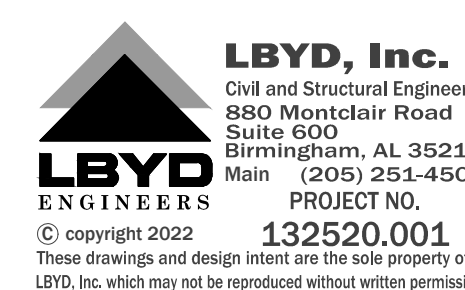 LBYD, Inc.
Civil and Structural Engineer
880 Montclair Road
Suite 600
Birmingham, AL 3521
Main (205) 251-450
LBYD
ENGINEERS
PROJECT NO.
132520.001
© copyright 2022
These drawings and design intent are the sole property of
LBYD, Inc. which may not be reproduced without written permissi